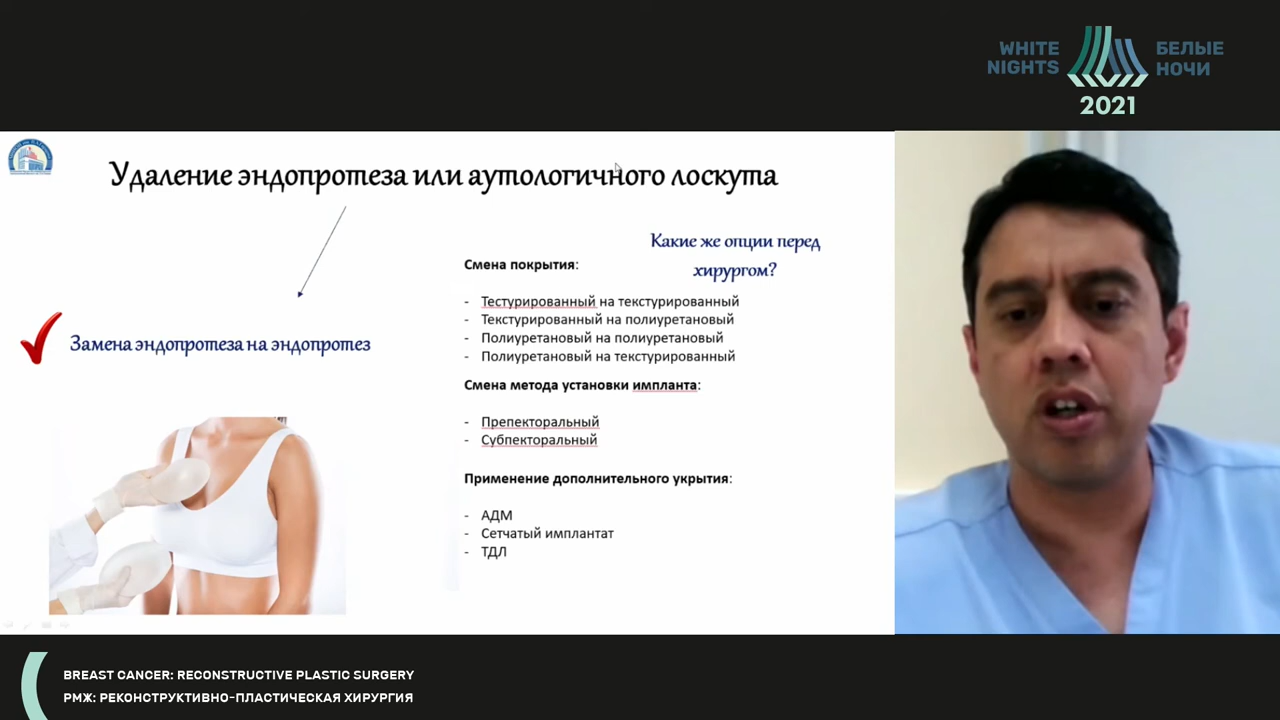 WHITE NIGHTS
БЕЛЫЕ НОЧИ
2021
Удаление эндопротеза или аутологичного лоскута
Какие же опции перед
хирургом?
Замена эндопротеза на эндопротез
Смена покрытия:
- Тестурированный на текстурированный
- Текстурированный на полиуретановый
- Полиуретановый на полиуретановый
- Полиуретановый на текстурированный
Смена метода установки импланта:
- Препекторальный
- Субпекторальный
Применение дополнительного укрытия:
- АДМ
- Сетчатый имплантат
- ТДЛ
BREAST CANCER: RECONSTRUCTIVE PLASTIC SURGERY
РМЖ: РЕКОНСТРУКТИВНО-ПЛАСТИЧЕСКАЯ ХИРУРГИЯ